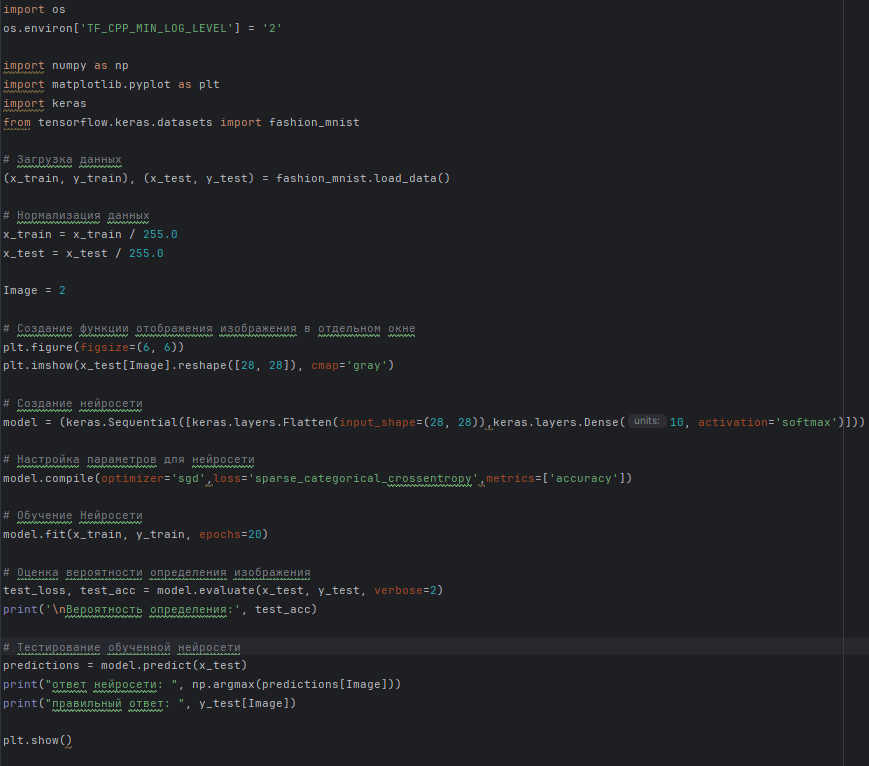 import os
os.environ['TF_CPP_MIN_LOG_LEVEL'] = '2'
import numpy as np
import matplotlib.pyplot as plt
import keras
from tensorflow.keras.datasets import fashion_mnist
# Загрузка данных
(x_train, y_train), (x_test, y_test) = fashion_mnist.load_data()
# Нормализация данных
x_train = x_train / 255.0
x_test = x_test / 255.0
Image = 2
# Создание функции отображения изображения в отдельном окне
plt.figure(figsize=(6, 6))
plt.imshow(x_test[Image].reshape([28, 28]), cmap='gray')
# Создание нейросети
model = (keras.Sequential([keras.layers.Flatten(input_shape=(28, 28)),keras.layers.Dense( units: 10, activation='softmax')]))
# Настройка параметров для нейросети
model.compile(optimizer='sgd',loss='sparse_categorical_crossentropy',metrics=['accuracy'])
# Обучение Нейросети
model.fit(x_train, y_train, epochs=20)
# Оценка вероятности определения изображения
test_loss, test_acc = model.evaluate(x_test, y_test, verbose=2)
print('\nВероятность определения:', test_acc)
# Тестирование обученной нейросети
predictions = model.predict(x_test)
print("ответ нейросети: ", np.argmax(predictions[Image]))
print("правильный ответ: ", y_test[Image])
plt.show()